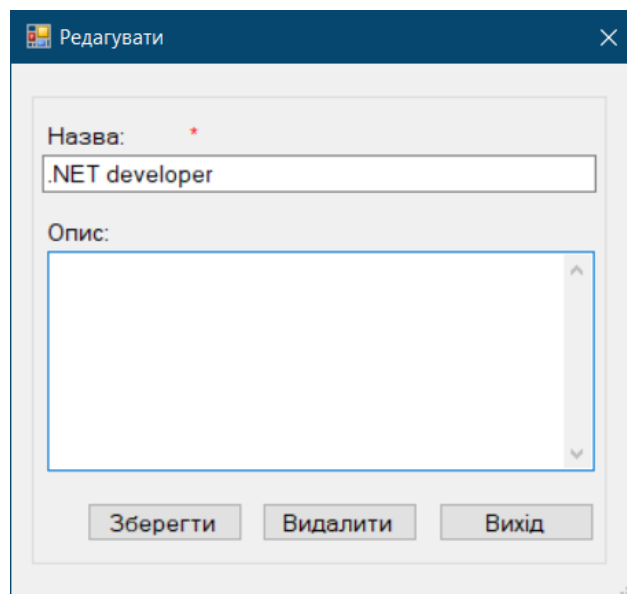 Редагувати
Назва: *
.NET developer
Опис:
Зберегти Видалити Вихід